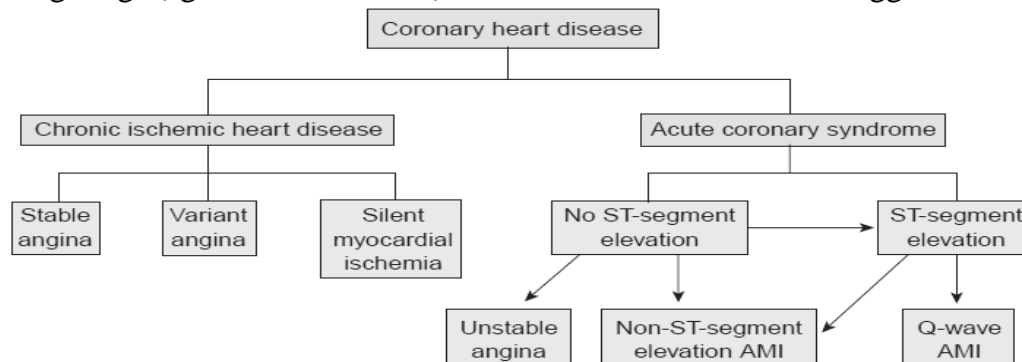 Coronary heart disease
Chronic ischemic heart disease
Acute coronary syndrome
Stable
angina
Variant
angina
Silent
myocardial
ischemia
No ST-segment
elevation
ST-segment
elevation
Unstable
angina
Non-ST-segment
elevation AMI
Q-wave
AMI